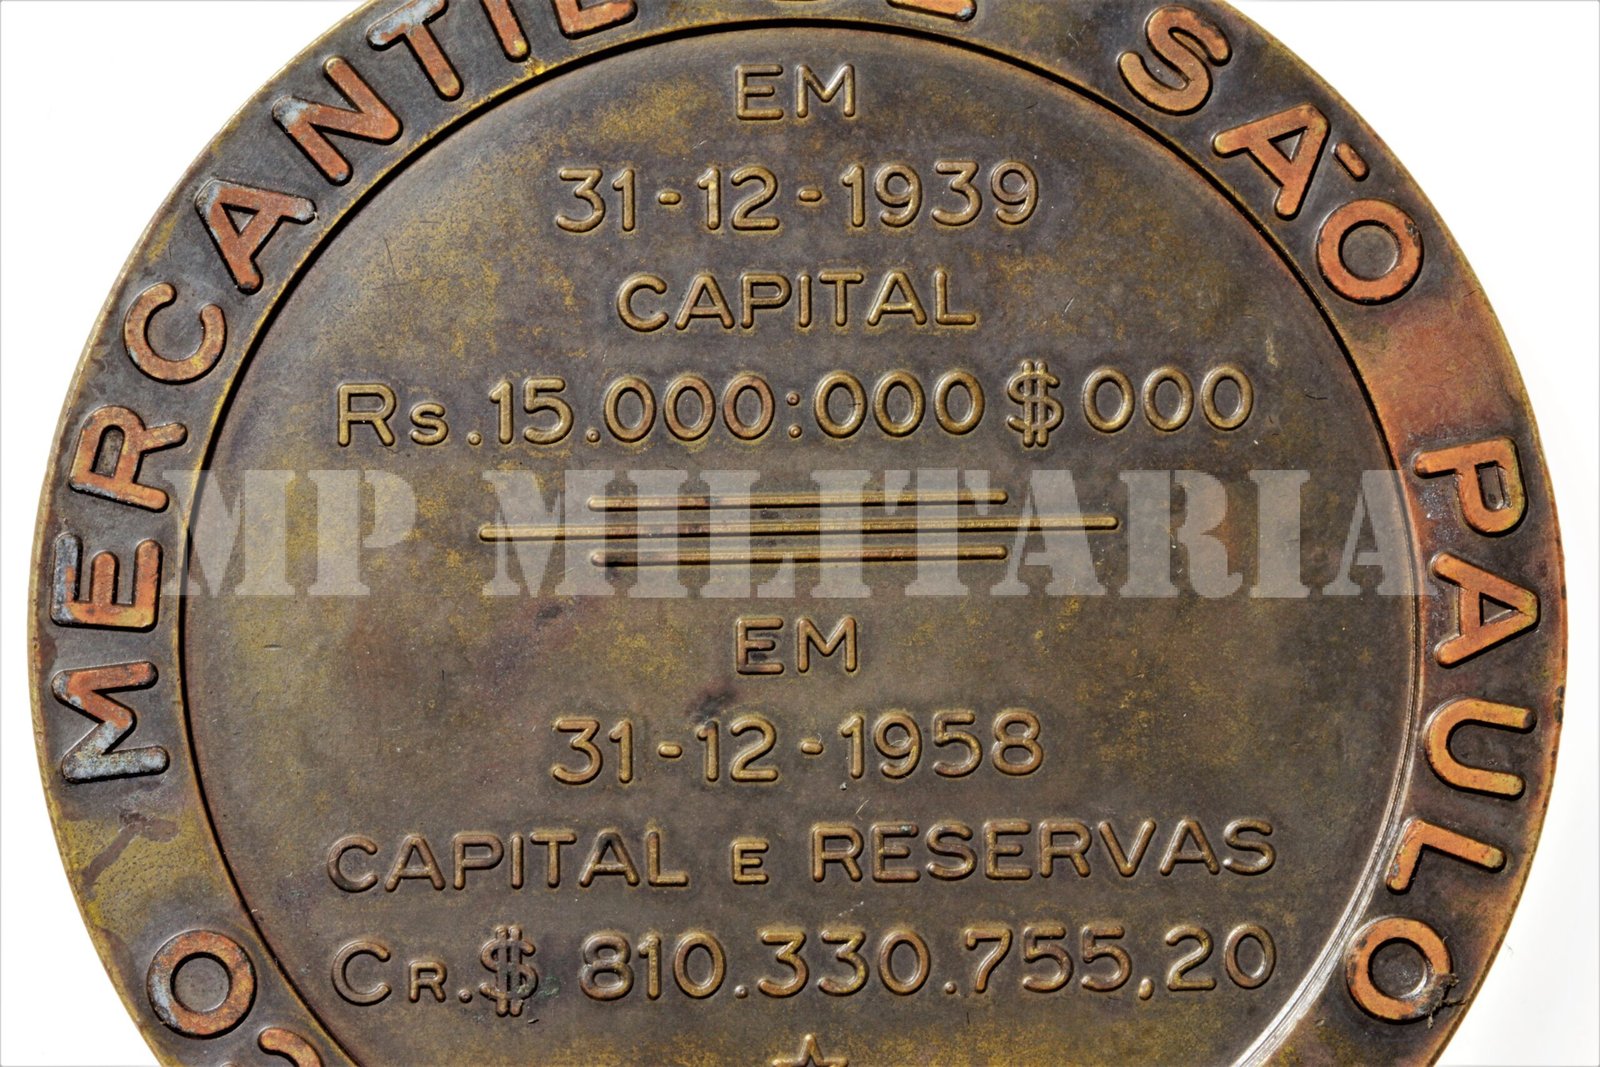 MERCANTIL DE SÃO PAULO
EM
31-12-1939
CAPITAL
Rs.15.000:000$000
MP MILITARIA
EM
31-12-1958
CAPITAL E RESERVAS
CR.$ 810.330.755,20